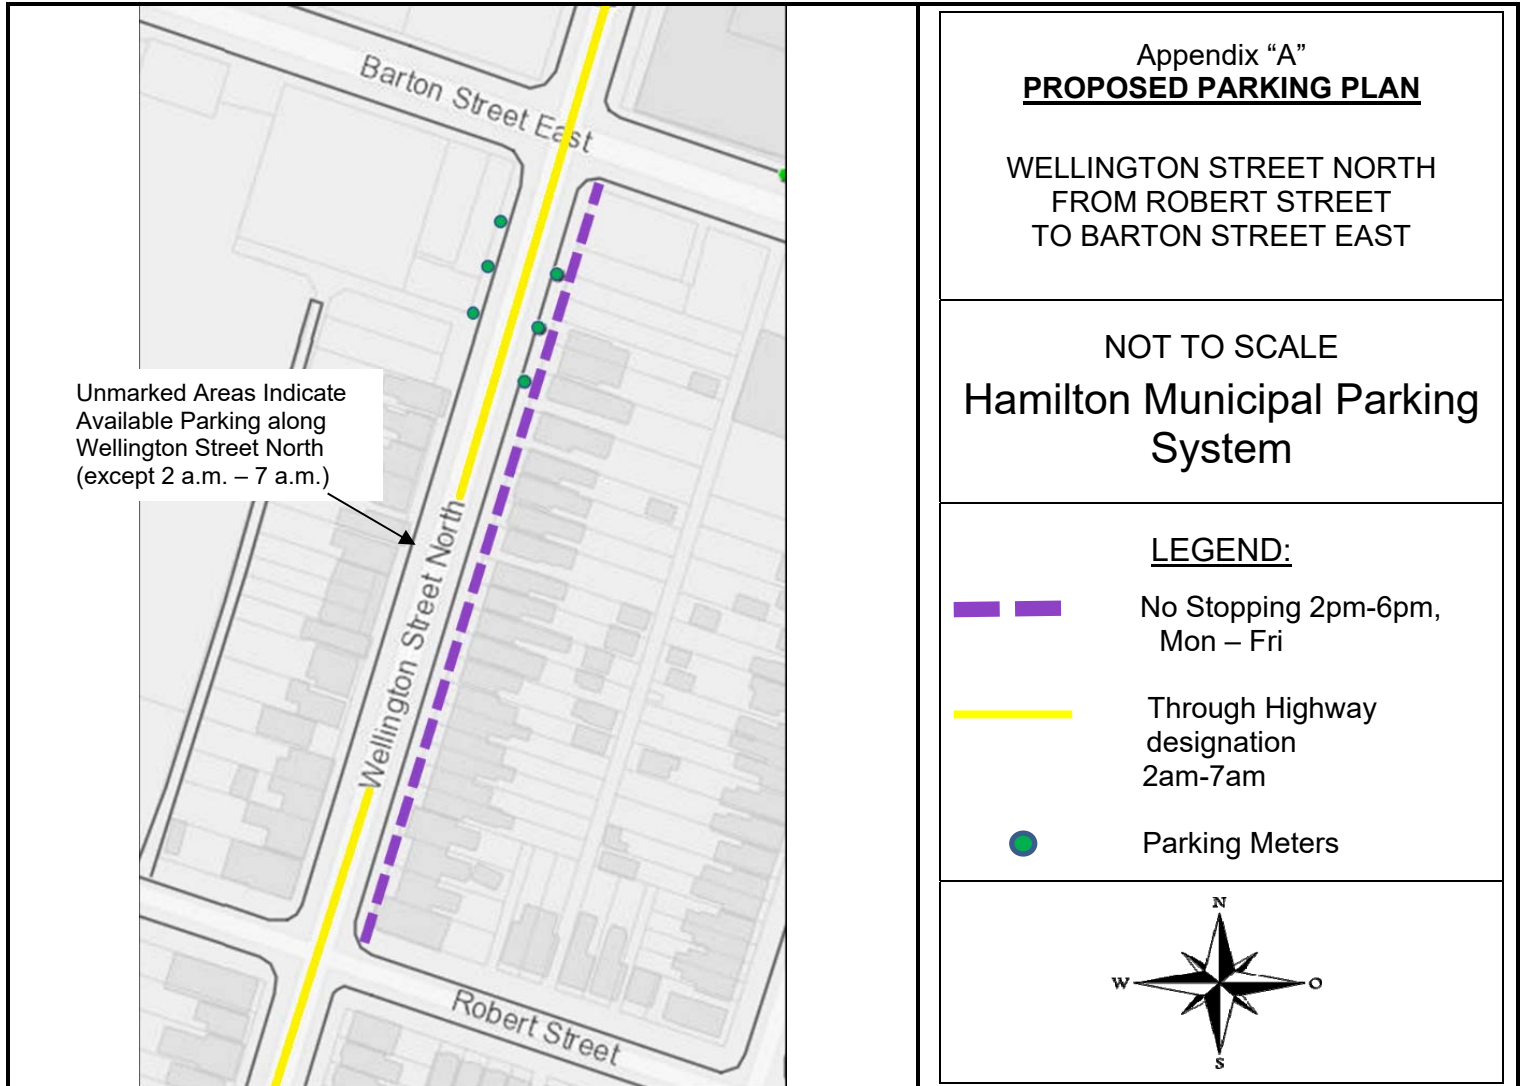 Barton Street East
Unmarked Areas Indicate
Available Parking along
Wellington Street North
(except 2 a.m. – 7 a.m.)
Wellington Street North
Robert Street
Appendix “A”
PROPOSED PARKING PLAN
WELLINGTON STREET NORTH
FROM ROBERT STREET
TO BARTON STREET EAST
NOT TO SCALE
Hamilton Municipal Parking
System
LEGEND:
No Stopping 2pm-6pm,
Mon – Fri
Through Highway
designation
2am-7am
Parking Meters
N
W
O
S